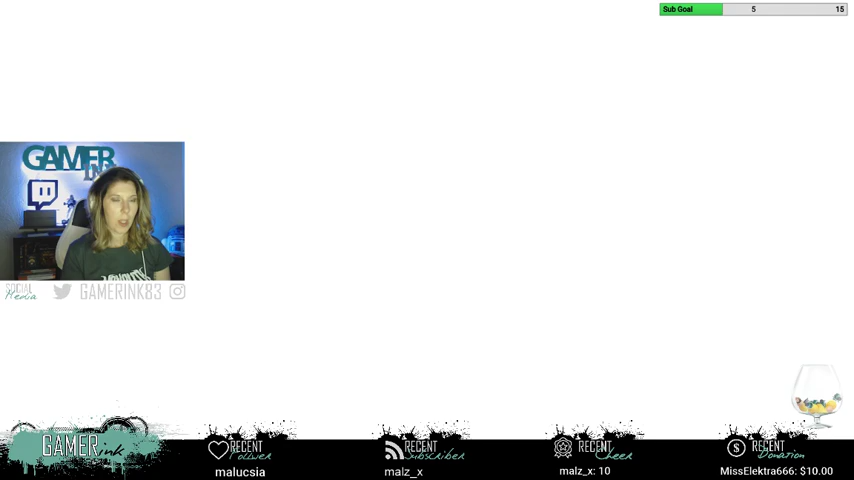 Sub Goal 5 15
GAMER
INK
SOCIAL Media GAMERINK83
GAMERink
RECENT Follower
malucsia
RECENT Subscriber
malz_x
RECENT Cheer
malz_x: 10
RECENT Donation
MissElektra666: $10.00